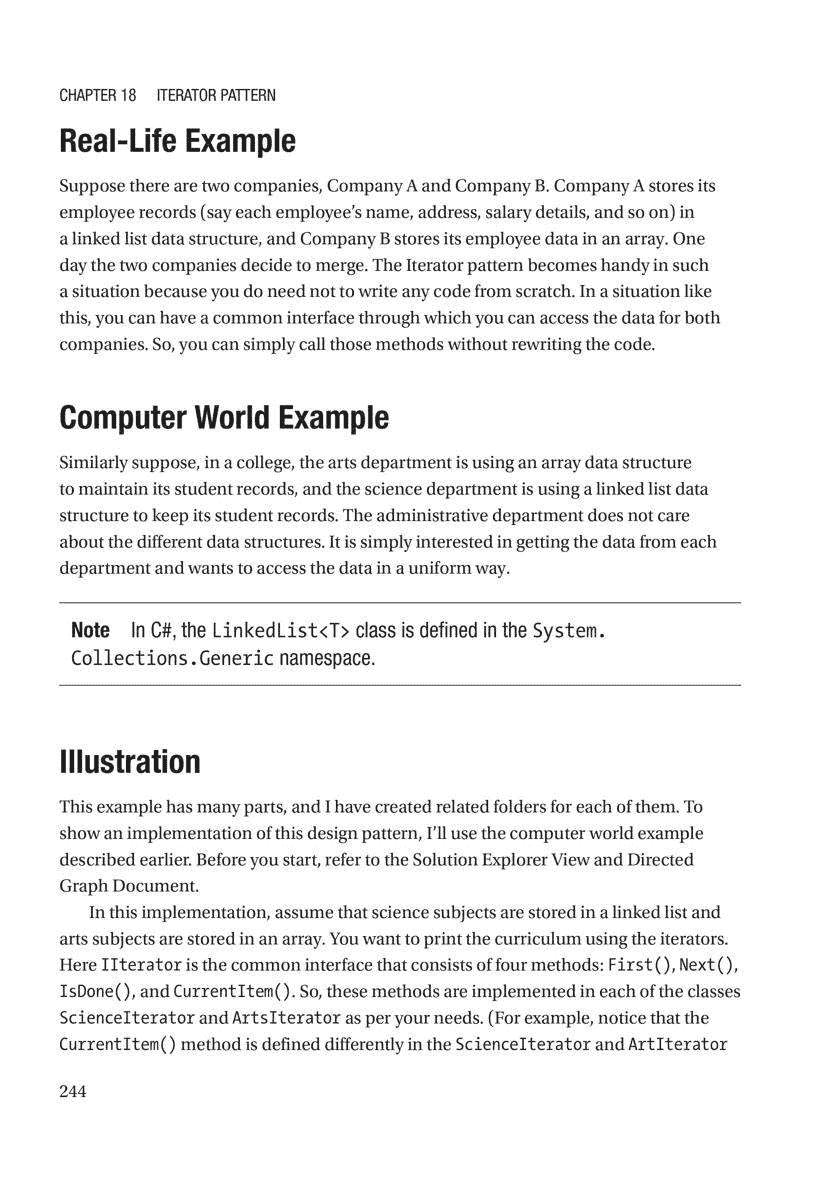 CHAPTER 18 ITERATOR PATTERN
Real-Life Example
Suppose there are two companies, Company A and Company B. Company A stores its
employee records (say each employee’s name, address, salary details, and so on) in
a linked list data structure, and Company B stores its employee data in an array. One
day the two companies decide to merge. The Iterator pattern becomes handy in such
a situation because you do need not to write any code from scratch. In a situation like
this, you can have a common interface through which you can access the data for both
companies. So, you can simply call those methods without rewriting the code.
Computer World Example
Similarly suppose, in a college, the arts department is using an array data structure
to maintain its student records, and the science department is using a linked list data
structure to keep its student records. The administrative department does not care
about the different data structures. It is simply interested in getting the data from each
department and wants to access the data in a uniform way.
Note In C#, the LinkedList<T> class is defined in the System.
Collections.Generic namespace.
Illustration
This example has many parts, and I have created related folders for each of them. To
show an implementation of this design pattern, I’ll use the computer world example
described earlier. Before you start, refer to the Solution Explorer View and Directed
Graph Document.
In this implementation, assume that science subjects are stored in a linked list and
arts subjects are stored in an array. You want to print the curriculum using the iterators.
Here IIterator is the common interface that consists of four methods: First(), Next(),
IsDone(), and CurrentItem(). So, these methods are implemented in each of the classes
ScienceIterator and ArtsIterator as per your needs. (For example, notice that the
CurrentItem() method is defined differently in the ScienceIterator and ArtIterator
244